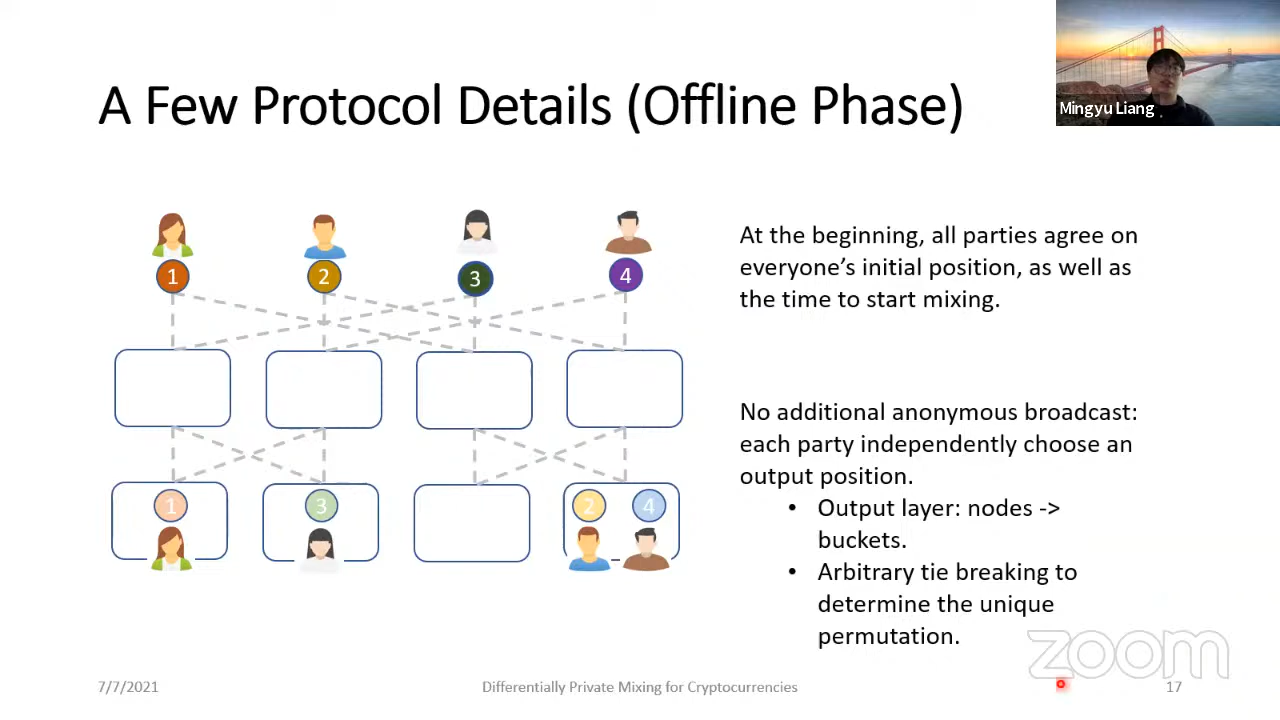 A Few Protocol Details (Offline Phase)
Mingyu Liang
1
2
3
4
At the beginning, all parties agree on
everyone’s initial position, as well as
the time to start mixing.
No additional anonymous broadcast:
each party independently choose an
output position.
• Output layer: nodes ->
buckets.
• Arbitrary tie breaking to
determine the unique
permutation.
1
3
2
4
zoom
7/7/2021
Differentially Private Mixing for Cryptocurrencies
17